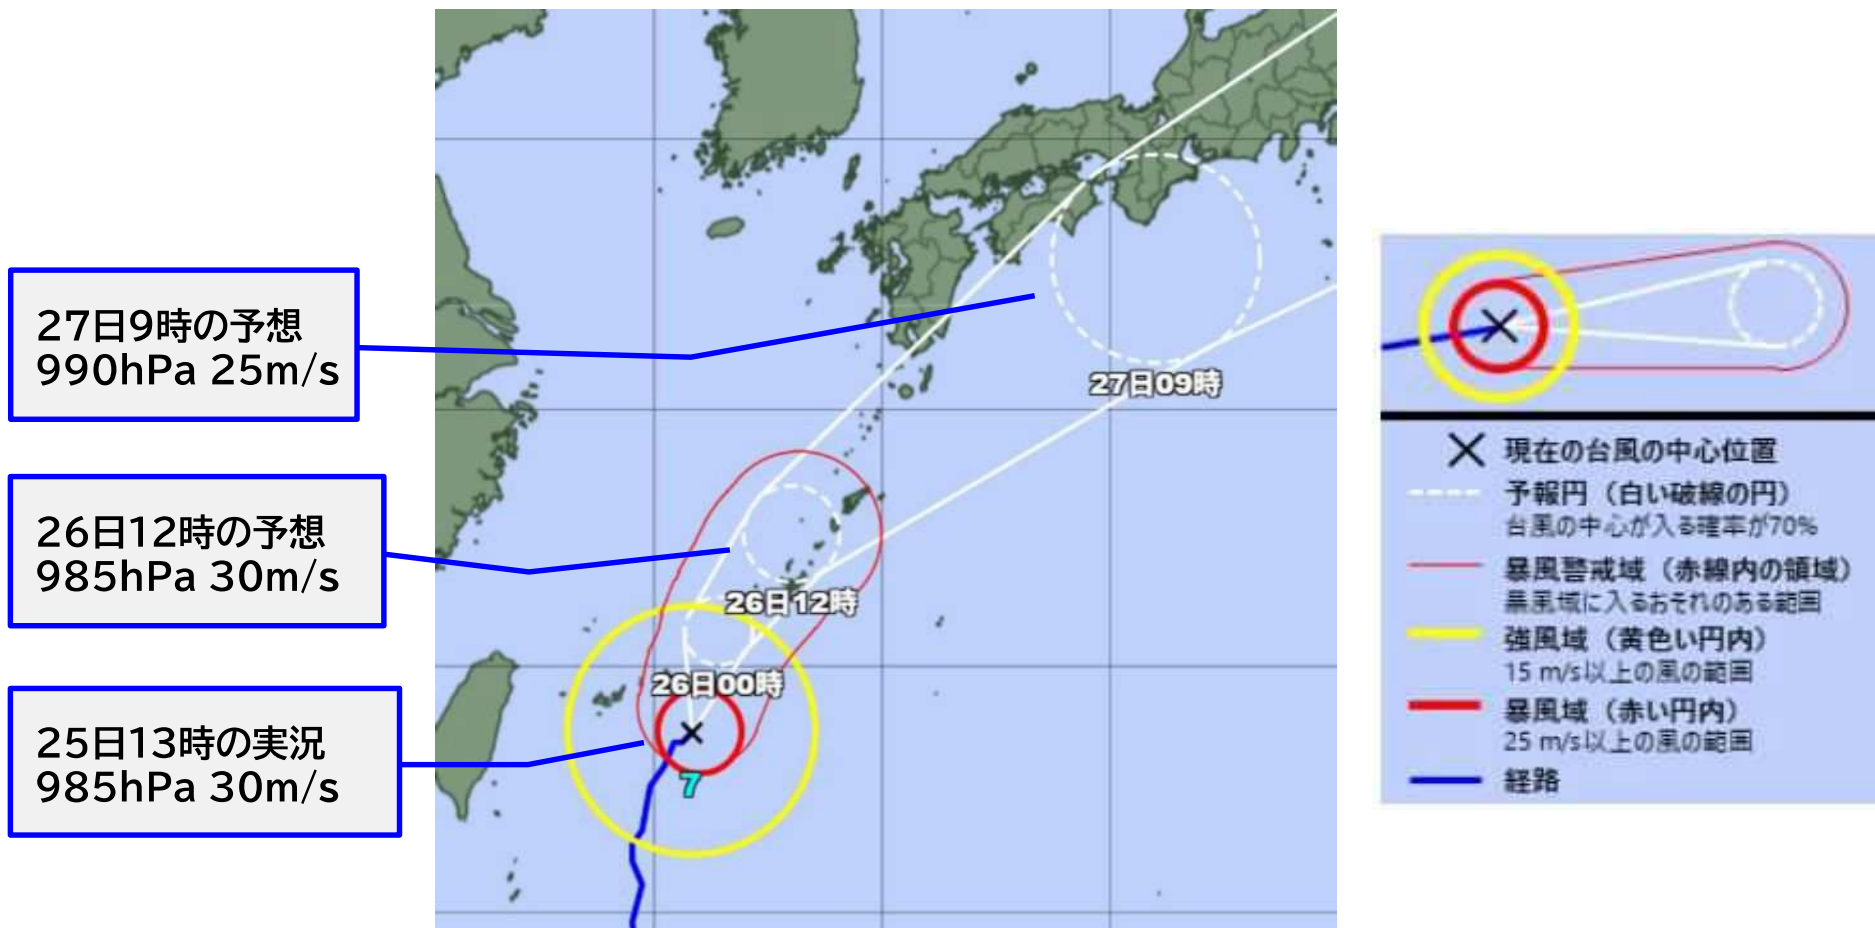 27日9時の予想
990hPa 25m/s
26日12時の予想
985hPa 30m/s
25日13時の実況
985hPa 30m/s
27日09時
26日12時
26日00時
7
現在の台風の中心位置
予報円（白い破線の円）
台風の中心が入る確率が70%
暴風警戒域（赤線内の領域）
暴風域に入るおそれのある範囲
強風域（黄色い円内）
15 m/s以上の風の範囲
暴風域（赤い円内）
25 m/s以上の風の範囲
経路